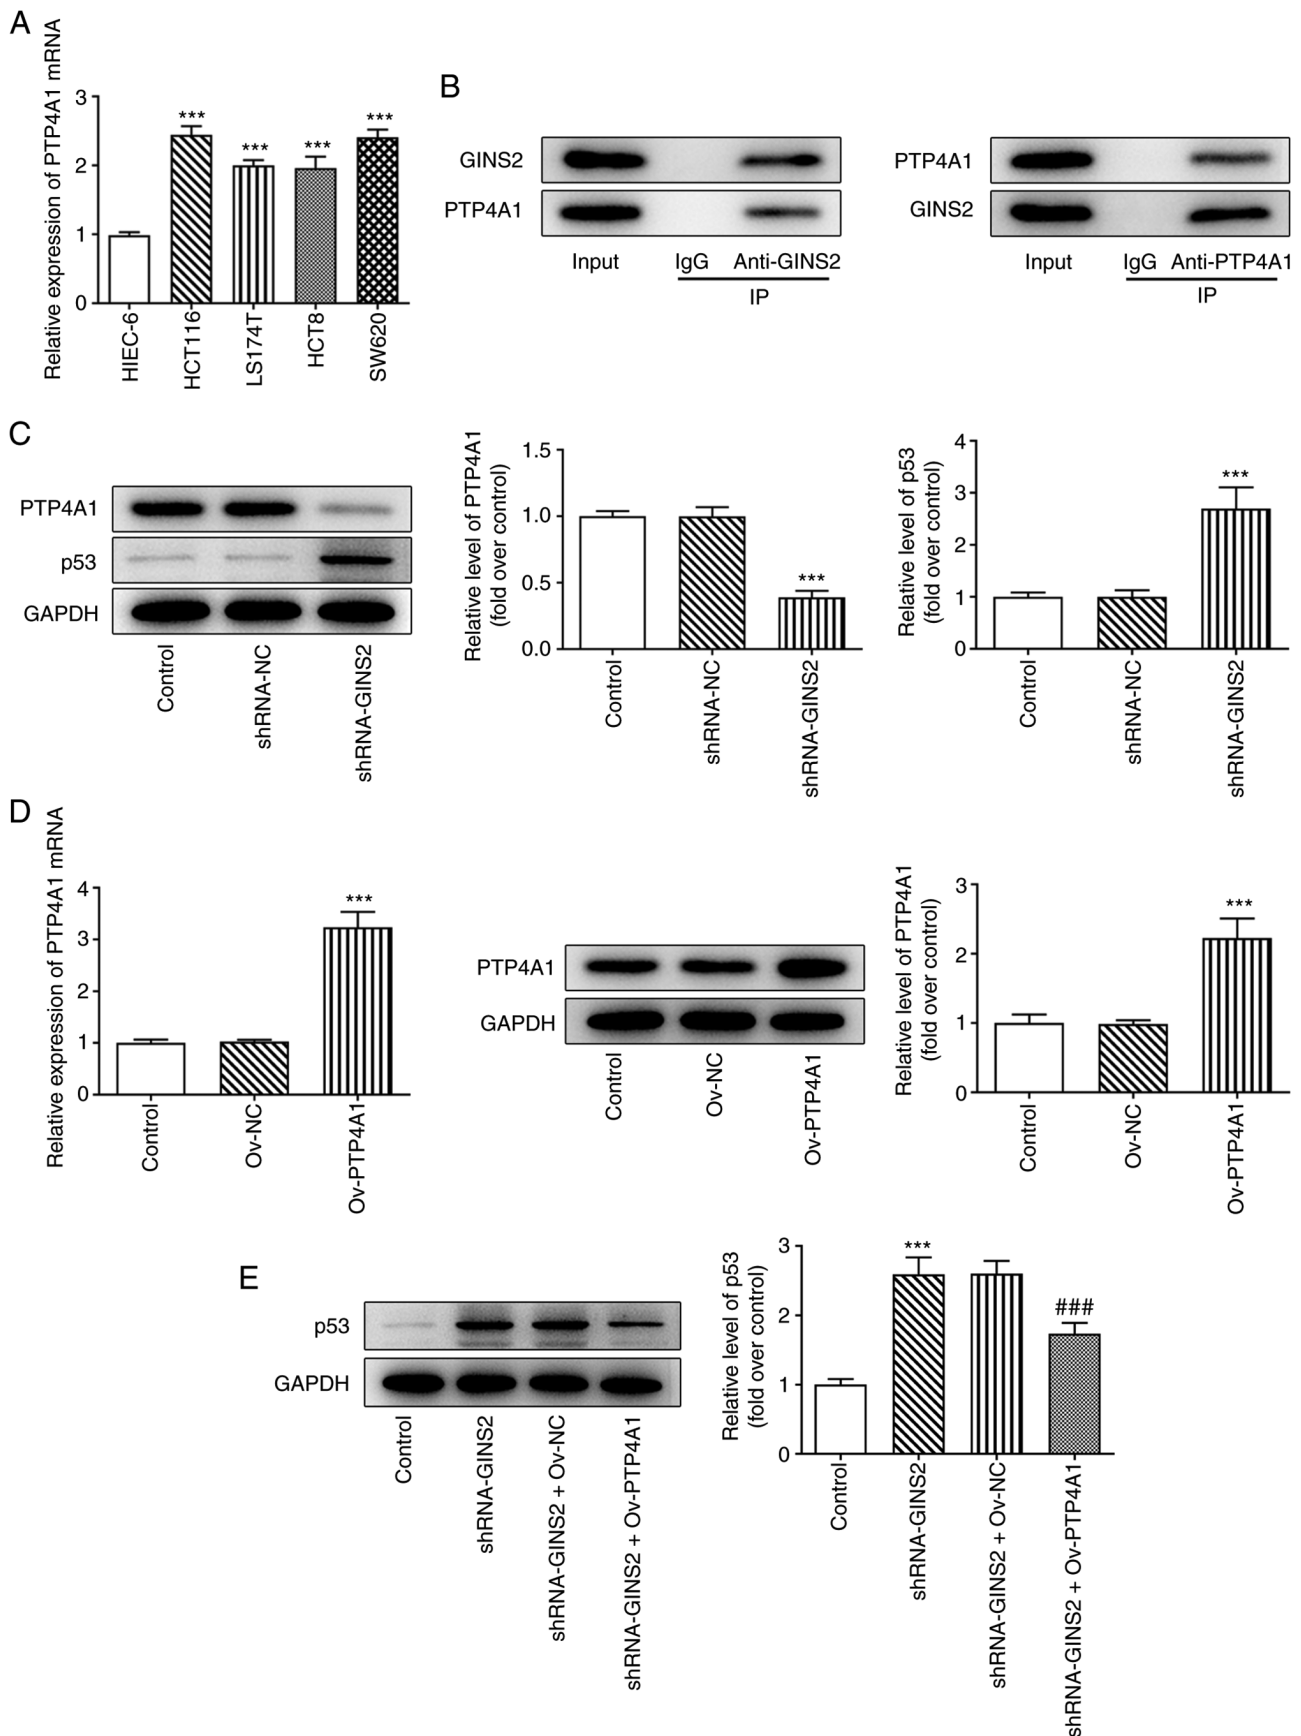 A
Relative expression of PTP4A1 mRNA
3
2
1
0
***
***
***
***
HIEC-6
HCT116
LS174T
HCT8
SW620
B
GINS2
PTP4A1
Input
IgG
Anti-GINS2
IP
PTP4A1
GINS2
Input
IgG
Anti-PTP4A1
IP
C
PTP4A1
p53
GAPDH
Control
shRNA-NC
shRNA-GINS2
Relative level of PTP4A1
(fold over control)
1.5
1.0
0.5
0.0
***
Control
shRNA-NC
shRNA-GINS2
Relative level of p53
(fold over control)
4
3
2
1
0
***
Control
shRNA-NC
shRNA-GINS2
D
Relative expression of PTP4A1 mRNA
4
3
2
1
0
***
Control
Ov-NC
Ov-PTP4A1
PTP4A1
GAPDH
Control
Ov-NC
Ov-PTP4A1
Relative level of PTP4A1
(fold over control)
3
2
1
0
***
Control
Ov-NC
Ov-PTP4A1
E
p53
GAPDH
Control
shRNA-GINS2
shRNA-GINS2 + Ov-NC
shRNA-GINS2 + Ov-PTP4A1
Relative level of p53
(fold over control)
3
2
1
0
***
###
Control
shRNA-GINS2
shRNA-GINS2 + Ov-NC
shRNA-GINS2 + Ov-PTP4A1